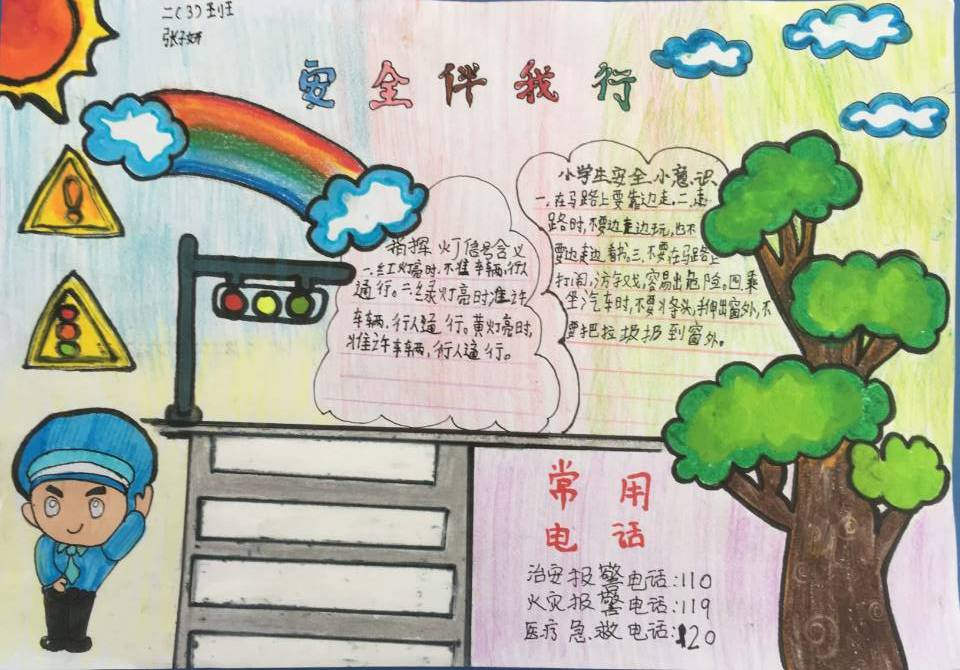 二(3)班
张子妍
安全伴我行
指挥灯信号含义
一、红灯亮时,不准车辆,行人
通行。二、绿灯亮时准许
车辆,行人通行。黄灯亮时,
准许车辆,行人通行。
小学生安全小意识
一、在马路上要靠边走,二、走
路时,不要边走边玩,也不
要边走边看书,三、不要在马路上
打闹、游戏,容易出危险。四、乘
坐汽车时,不要将头,手伸出窗外,不
要把垃圾扔到窗外。
常用
电话
治安报警电话:110
火灾报警电话:119
医疗急救电话:120